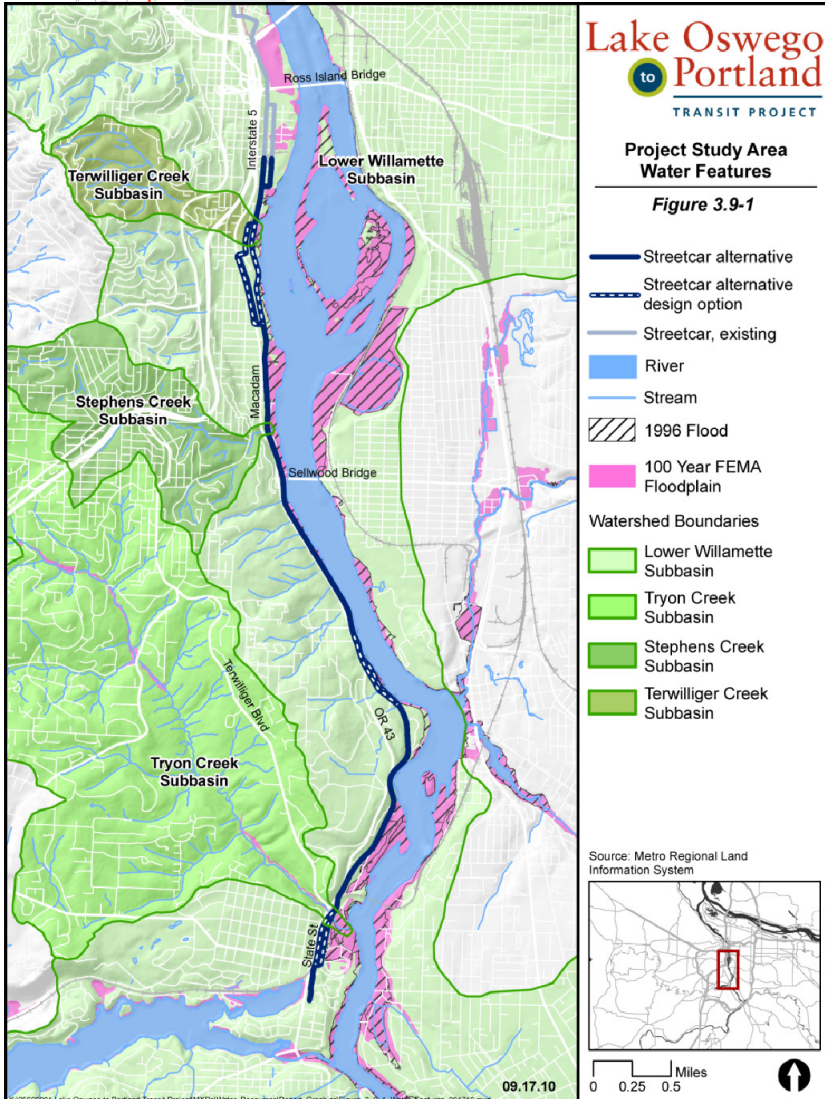 Ross Island Bridge
Interstate 5
Lower Willamette
Subbasin
Terwilliger Creek
Subbasin
Macadam
Stephens Creek
Subbasin
Sellwood Bridge
Terwilliger Blvd
OR 43
Tryon Creek
Subbasin
State St
09.17.10
Lake Oswego
to Portland
TRANSIT PROJECT
Project Study Area
Water Features
Figure 3.9-1
Streetcar alternative
Streetcar alternative
design option
Streetcar, existing
River
Stream
1996 Flood
100 Year FEMA
Floodplain
Watershed Boundaries
Lower Willamette
Subbasin
Tryon Creek
Subbasin
Stephens Creek
Subbasin
Terwilliger Creek
Subbasin
Source: Metro Regional Land
Information System
Miles
0 0.25 0.5